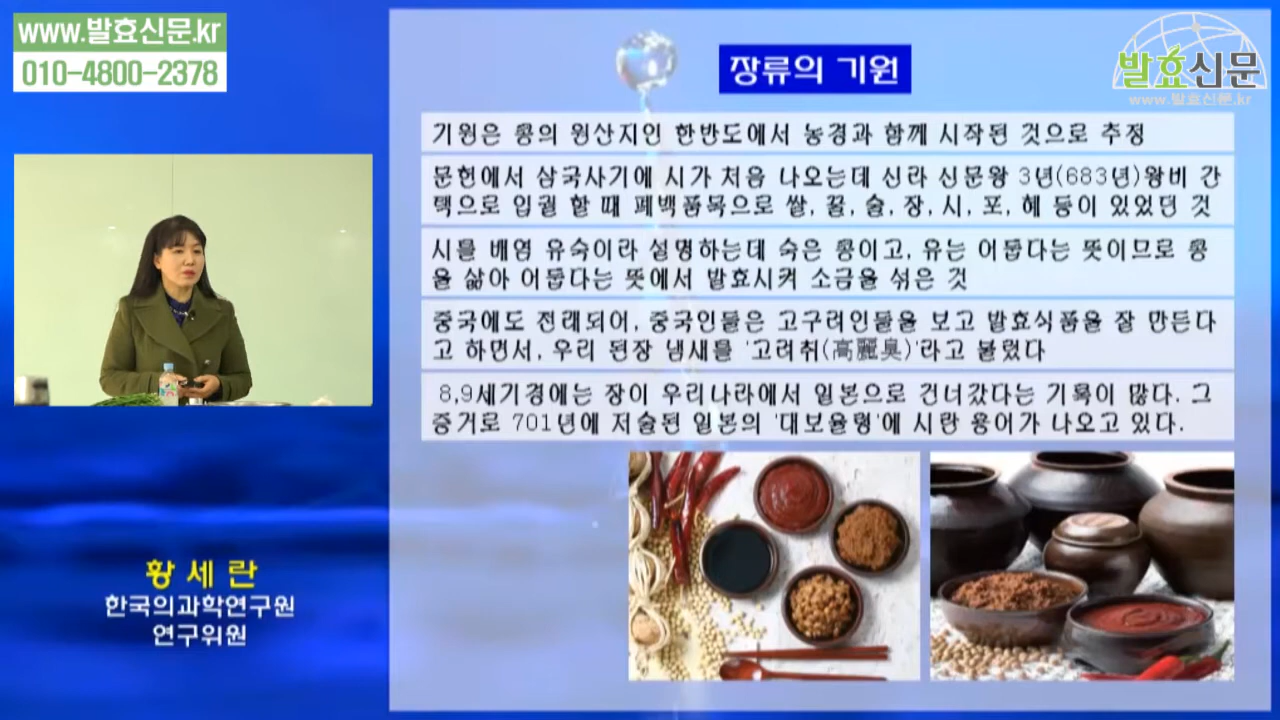 www.발효신문.kr
010-4800-2378
발효신문
www.발효신문.kr
장류의 기원
기원은 콩의 원산지인 한반도에서 농경과 함께 시작된 것으로 추정
문헌에서 삼국사기에 시가 처음 나오는데 신라 신문왕 3년(683년)왕비 간
택으로 입궐 할 때 폐백품목으로 쌀, 꿀, 술, 장, 시, 포, 혜 등이 있었던 것
시를 배염 유숙이라 설명하는데 숙은 콩이고, 유는 어둡다는 뜻이므로 콩
을 삶아 어둡다는 뜻에서 발효시켜 소금을 섞은 것
중국에도 전래되어, 중국인들은 고구려인들을 보고 발효식품을 잘 만든다
고 하면서, 우리 된장 냄새를 '고려취(高麗臭)'라고 불렀다
8,9세기경에는 장이 우리나라에서 일본으로 건너갔다는 기록이 많다. 그
증거로 701년에 저술된 일본의 '대보율령'에 시란 용어가 나오고 있다.
황 세 란
한국의과학연구원
연구위원